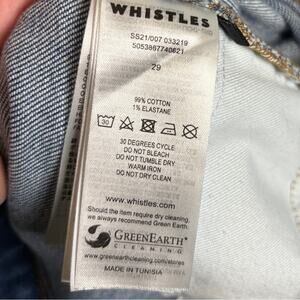 WHISTLES
SS21/007 033219
5053867740621
29
99% COTTON
1% ELASTANE
30
30 DEGREES CYCLE
DO NOT BLEACH
DO NOT TUMBLE DRY
WARM IRON
DO NOT DRY CLEAN
www.whistles.com
Should the item require dry cleaning,
we always recommend Green Earth.
GREENEARTH
CLEANING
www.greenearthcleaning.com/stores
MADE IN TUNISIA